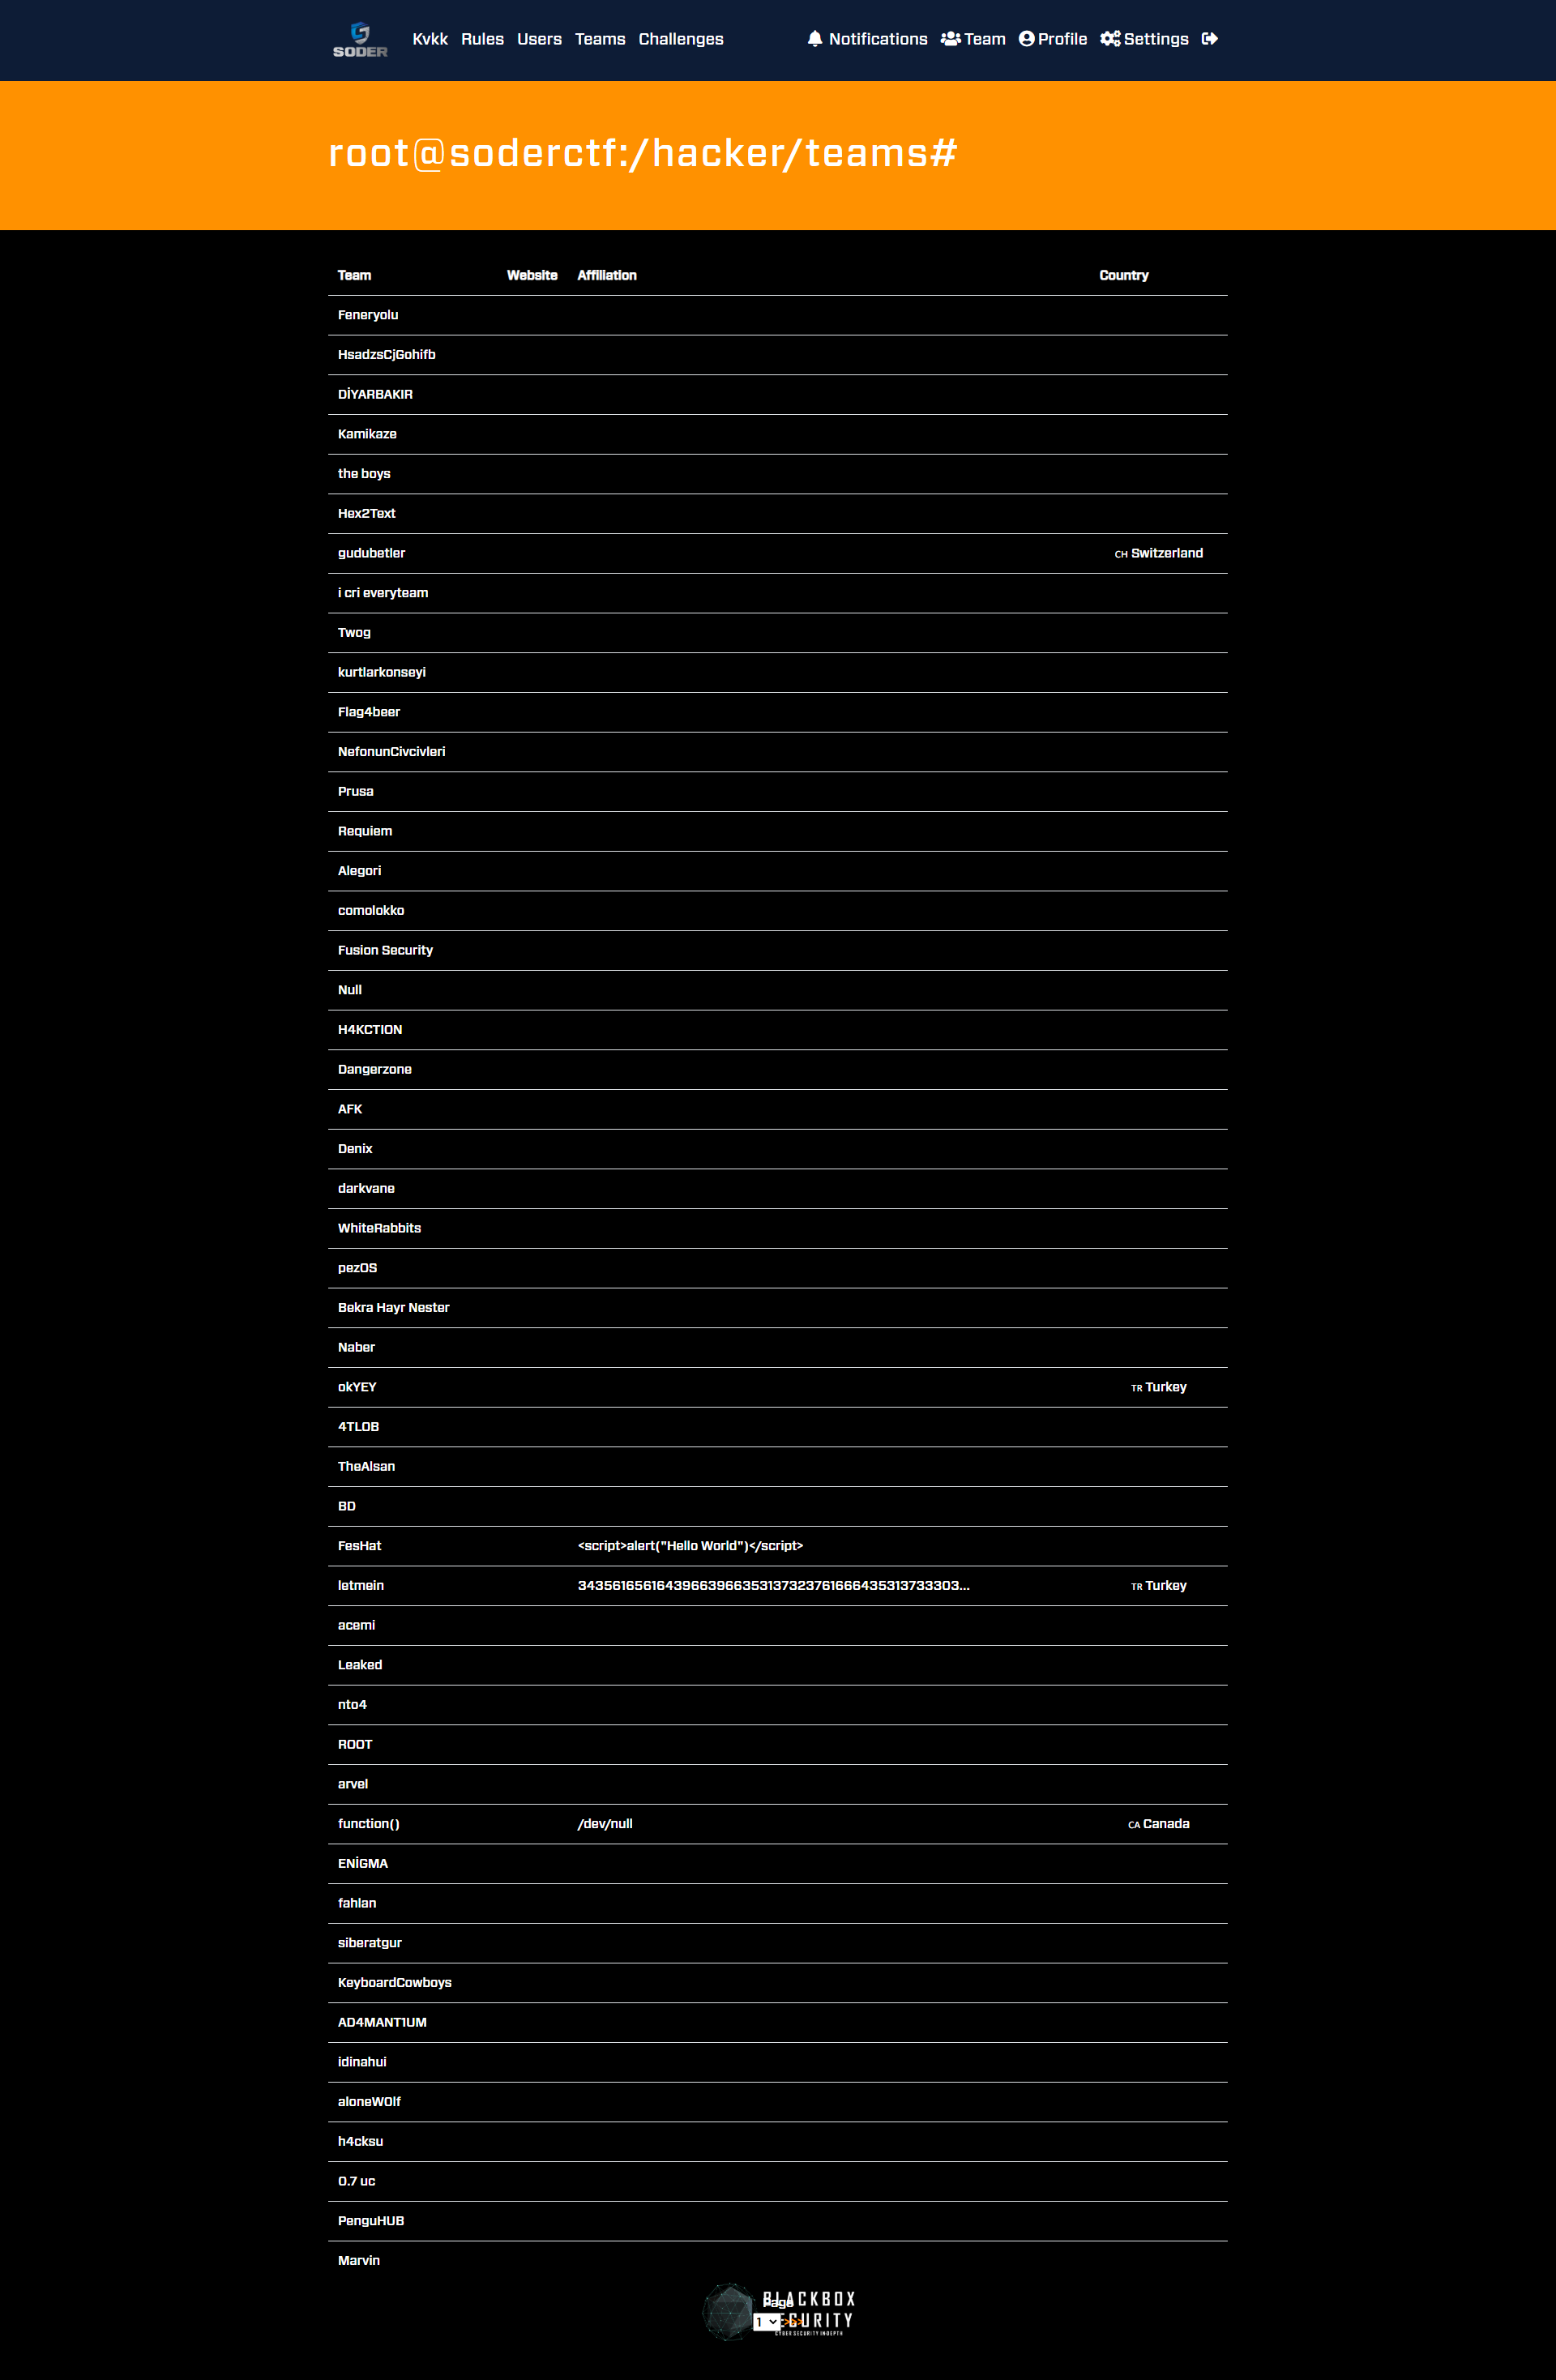 SODER
Kvkk Rules Users Teams Challenges Notifications Team Profile Settings
root@soderctf:/hacker/teams#
Team Website Affiliation Country
Feneryolu
HsadzsCjGohifb
DİYARBAKIR
Kamikaze
the boys
Hex2Text
gudubetler CH Switzerland
i cri everyteam
Twog
kurtlarkonseyi
Flag4beer
NefonunCivcivleri
Prusa
Requiem
Alegori
comolokko
Fusion Security
Null
H4KCTION
Dangerzone
AFK
Denix
darkvane
WhiteRabbits
pezOS
Bekra Hayr Nester
Naber
okYEY TR Turkey
4TLOB
TheAlsan
BD
FesHat <script>alert("Hello World")</script>
letmein 34356165616439663966353137323761666435313733303... TR Turkey
acemi
Leaked
nto4
ROOT
arvel
function() /dev/null CA Canada
ENİGMA
fahlan
siberatgur
KeyboardCowboys
AD4MANT1UM
idinahui
aloneW0lf
h4cksu
0.7 uc
PenguHUB
Marvin
BLACKBOX
Page
SECURITY
1 >>>
CYBER SECURITY INDEPTH